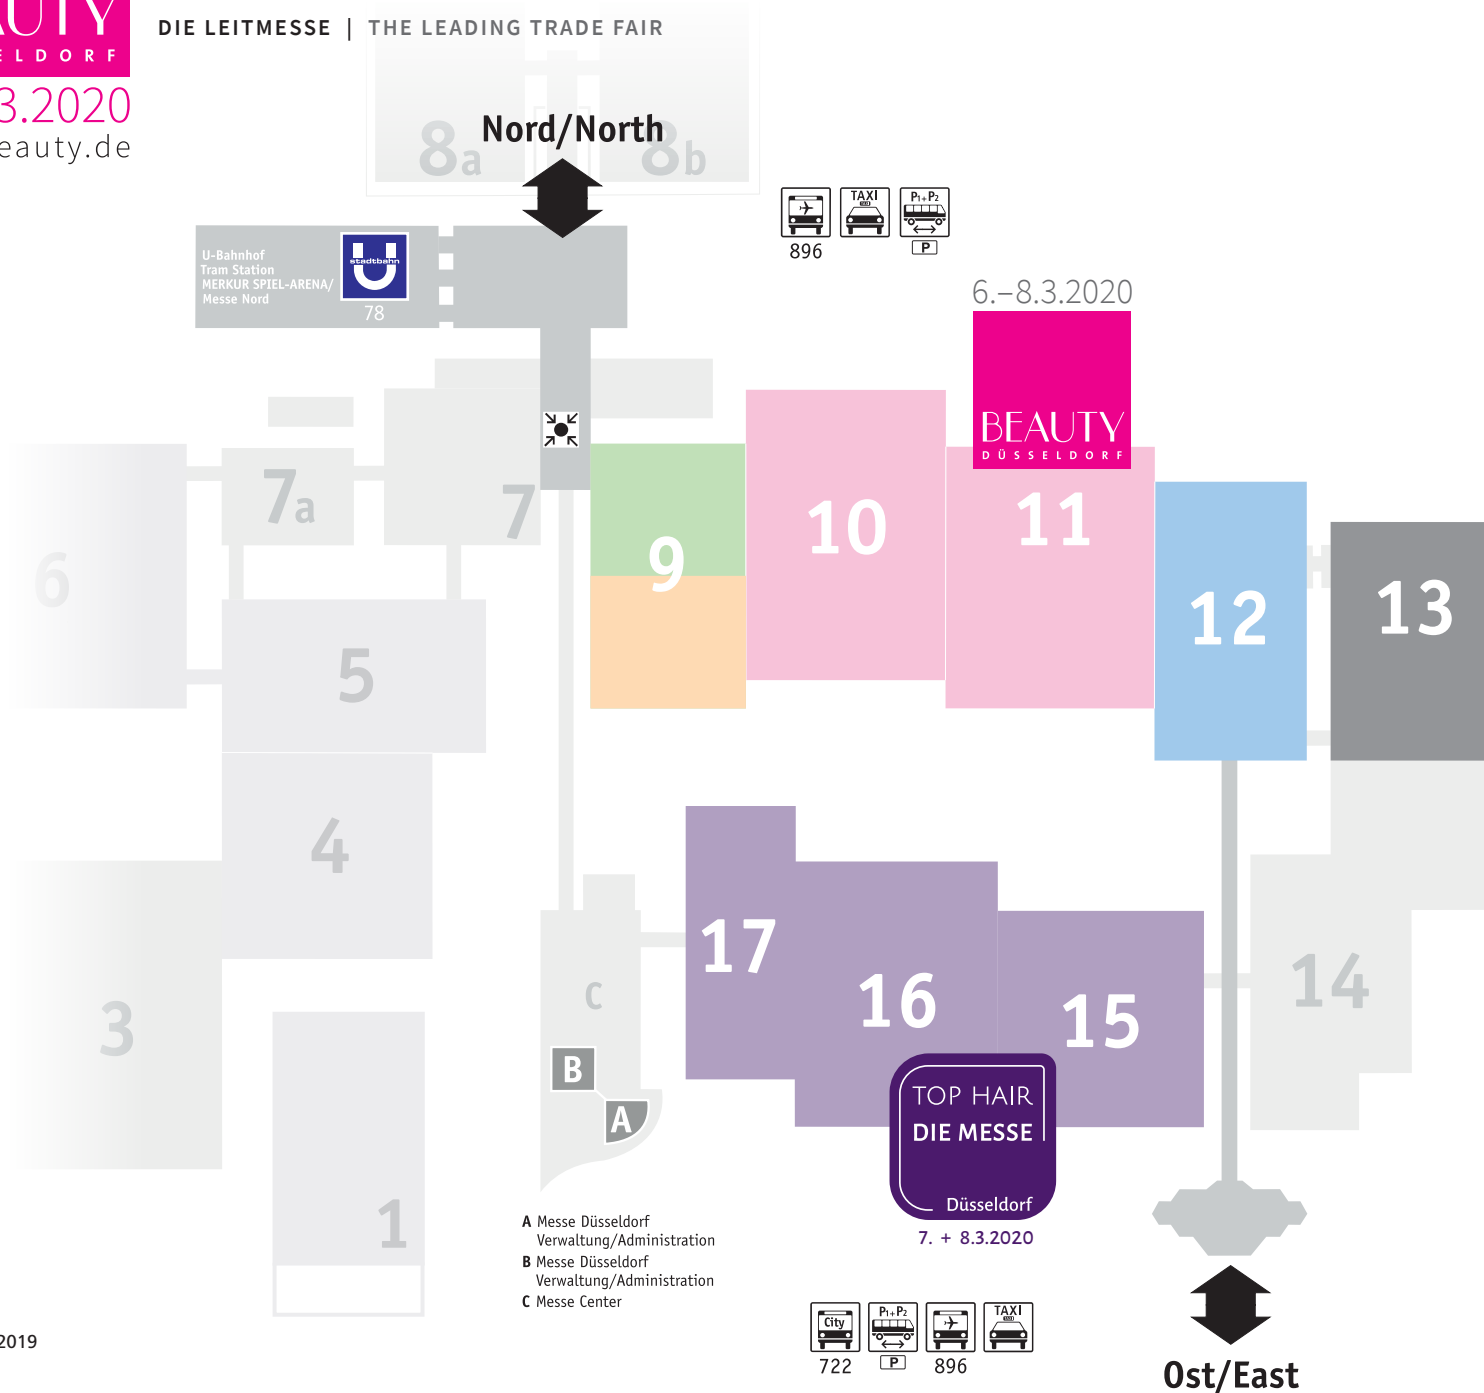 DIE LEITMESSE | THE LEADING TRADE FAIR
3.2020
eauty.de
8a
Nord/North
8b
TAXI
P1+P2
P
896
U-Bahnhof
Tram Station
MERKUR SPIEL-ARENA/
Messe Nord
stadtbahn
U
78
6.–8.3.2020
BEAUTY
DÜSSELDORF
7a
7
6
9
10
11
12
13
5
4
3
1
17
16
15
14
C
B
A
TOP HAIR
DIE MESSE
Düsseldorf
7. + 8.3.2020
A Messe Düsseldorf
Verwaltung/Administration
B Messe Düsseldorf
Verwaltung/Administration
C Messe Center
City
P1+P2
TAXI
722
P
896
2019
Ost/East